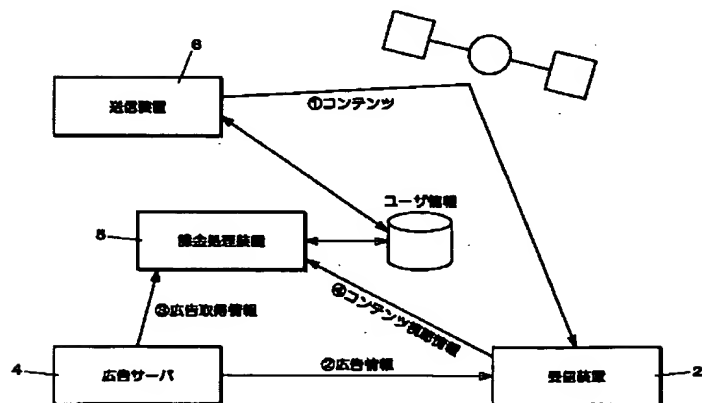 6
送信装置
①コンテンツ
ユーザ情報
5
課金処理装置
③広告取得情報
④コンテンツ視聴情報
4
広告サーバ
②広告情報
受信装置
2